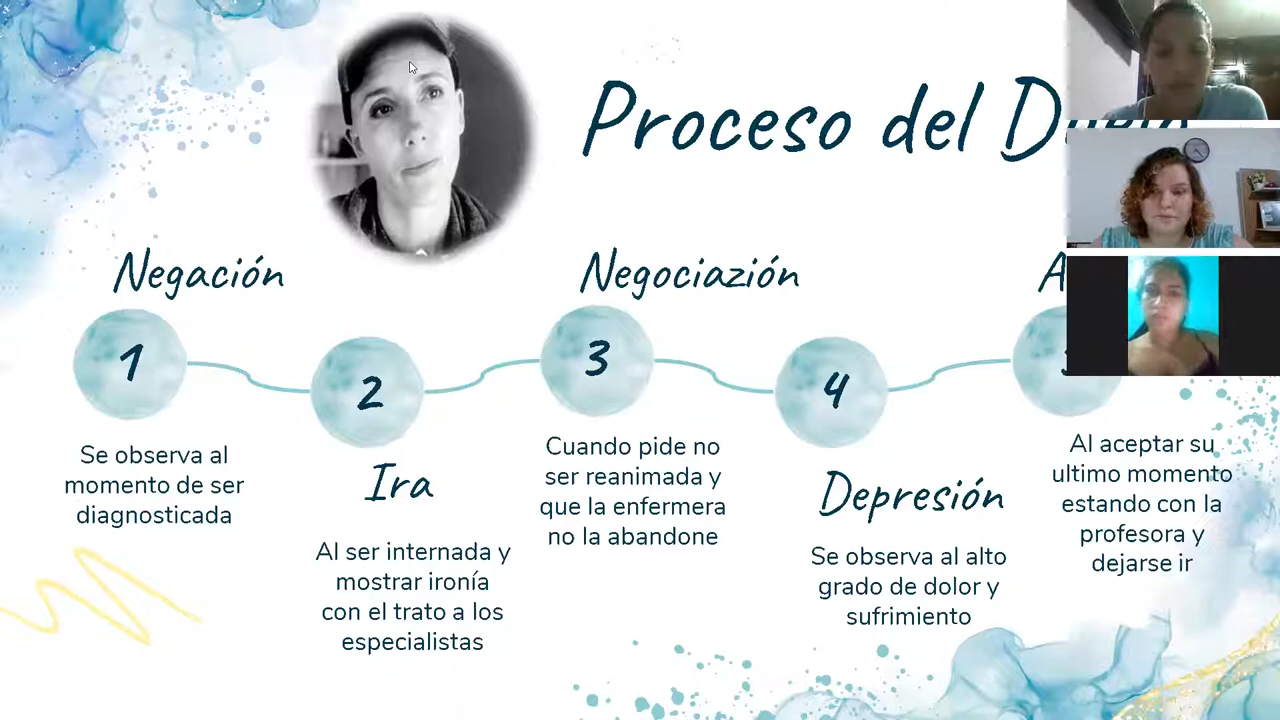 Proceso del
Negación
Negociazión
1
2
3
4
Se observa al
momento de ser
diagnosticada
Ira
Al ser internada y
mostrar ironía
con el trato a los
especialistas
Cuando pide no
ser reanimada y
que la enfermera
no la abandone
Depresión
Se observa al alto
grado de dolor y
sufrimiento
Al aceptar su
ultimo momento
estando con la
profesora y
dejarse ir